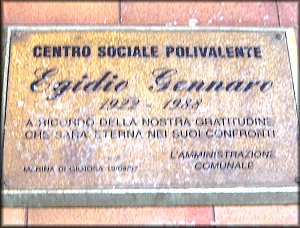 CENTRO SOCIALE POLIVALENTE
Egidio Gennaro
1922 - 1988
A RICORDO DELLA NOSTRA GRATITUDINE
CHE SARA' ETERNA NEI SUOI CONFRONTI
L'AMMINISTRAZIONE
MARINA DI GIOIOSA COMUNALE